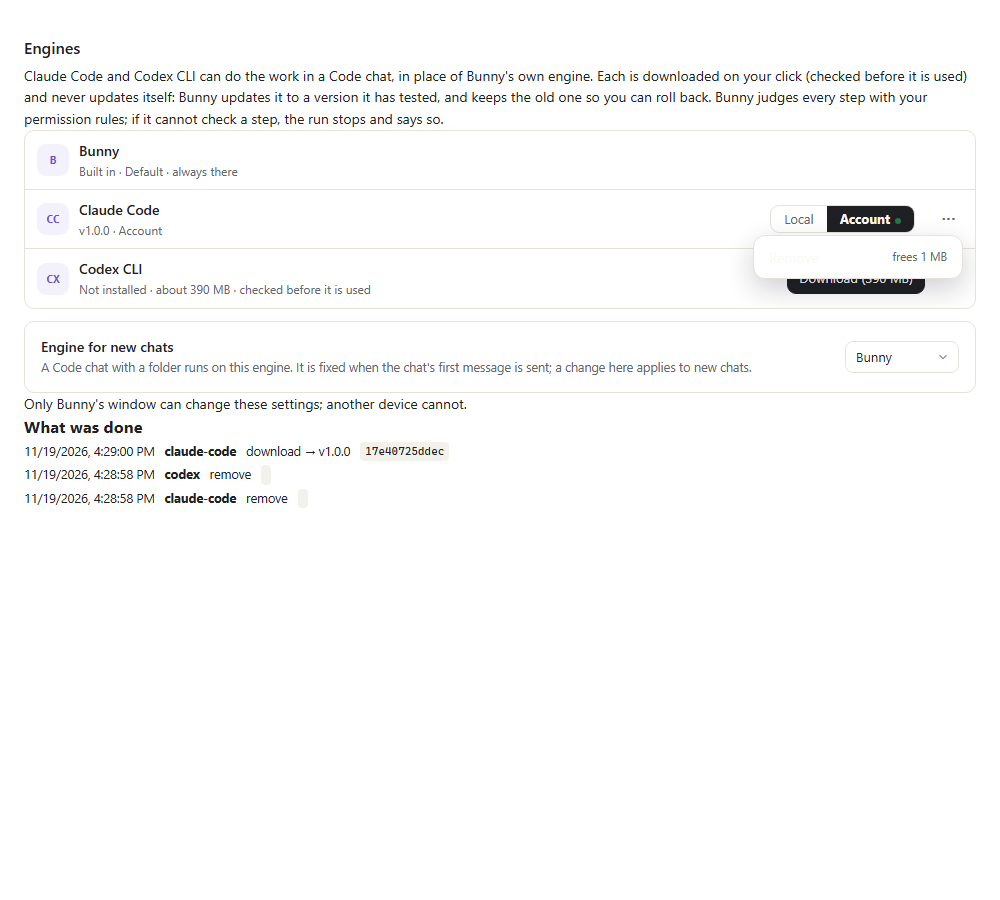 Engines
Claude Code and Codex CLI can do the work in a Code chat, in place of Bunny's own engine. Each is downloaded on your click (checked before it is used)
and never updates itself: Bunny updates it to a version it has tested, and keeps the old one so you can roll back. Bunny judges every step with your
permission rules; if it cannot check a step, the run stops and says so.
B
Bunny
Built in · Default · always there
CC
Claude Code
v1.0.0 · Account
Local
Account
Remove
frees 1 MB
CX
Codex CLI
Not installed · about 390 MB · checked before it is used
Download (390 MB)
Engine for new chats
A Code chat with a folder runs on this engine. It is fixed when the chat's first message is sent; a change here applies to new chats.
Bunny
Only Bunny's window can change these settings; another device cannot.
What was done
11/19/2026, 4:29:00 PM claude-code download → v1.0.0 17e40725ddec
11/19/2026, 4:28:58 PM codex remove
11/19/2026, 4:28:58 PM claude-code remove